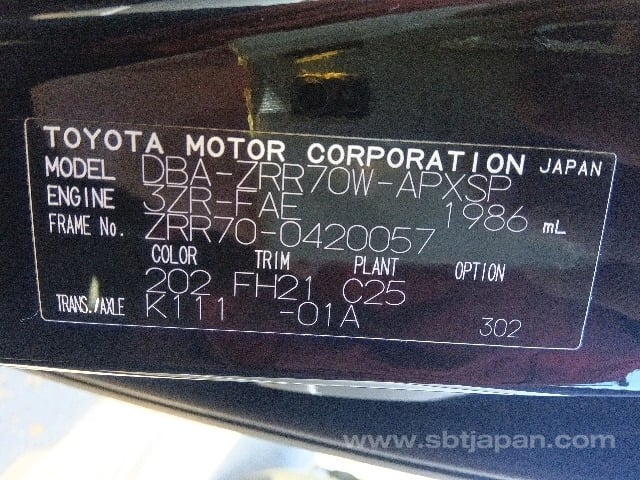 TOYOTA MOTOR CORPORATION JAPAN
MODEL DBA-ZRR70W-APXSP
ENGINE 3ZR-FAE 1986 mL
FRAME No. ZRR70-0420057
COLOR TRIM PLANT OPTION
202 FH21 C25
TRANS./AXLE K111 -01A 302
www.sbtjapan.com